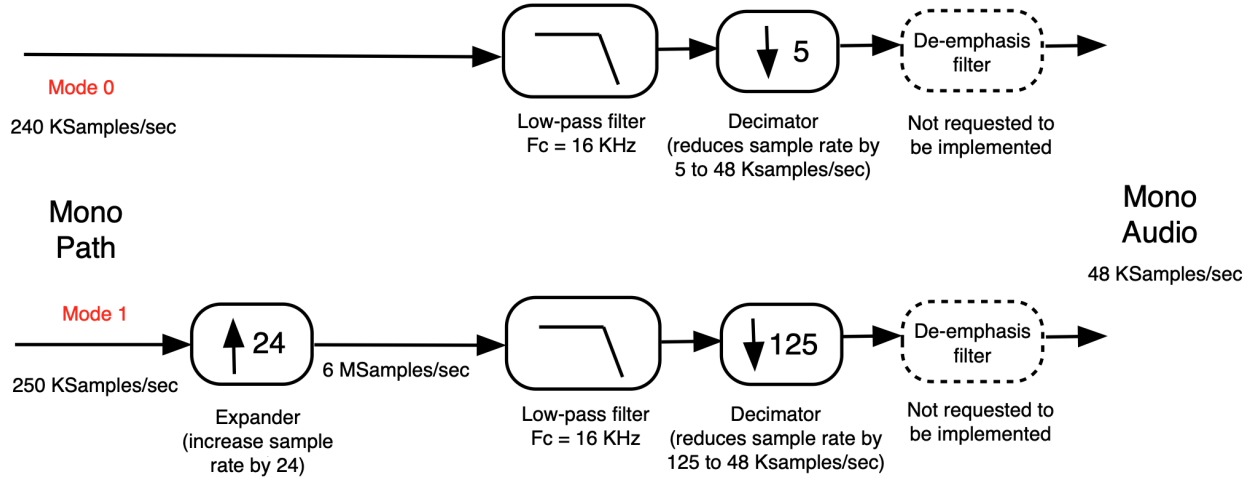 5
De-emphasis
filter
Mode 0
240 KSamples/sec
Low-pass filter
Fc = 16 KHz
Decimator
(reduces sample rate by
5 to 48 Ksamples/sec)
Not requested to
be implemented
Mono
Path
Mono
Audio
48 KSamples/sec
Mode 1
250 KSamples/sec
24
6 MSamples/sec
125
De-emphasis
filter
Expander
(increase sample
rate by 24)
Low-pass filter
Fc = 16 KHz
Decimator
(reduces sample rate by
125 to 48 Ksamples/sec)
Not requested to
be implemented